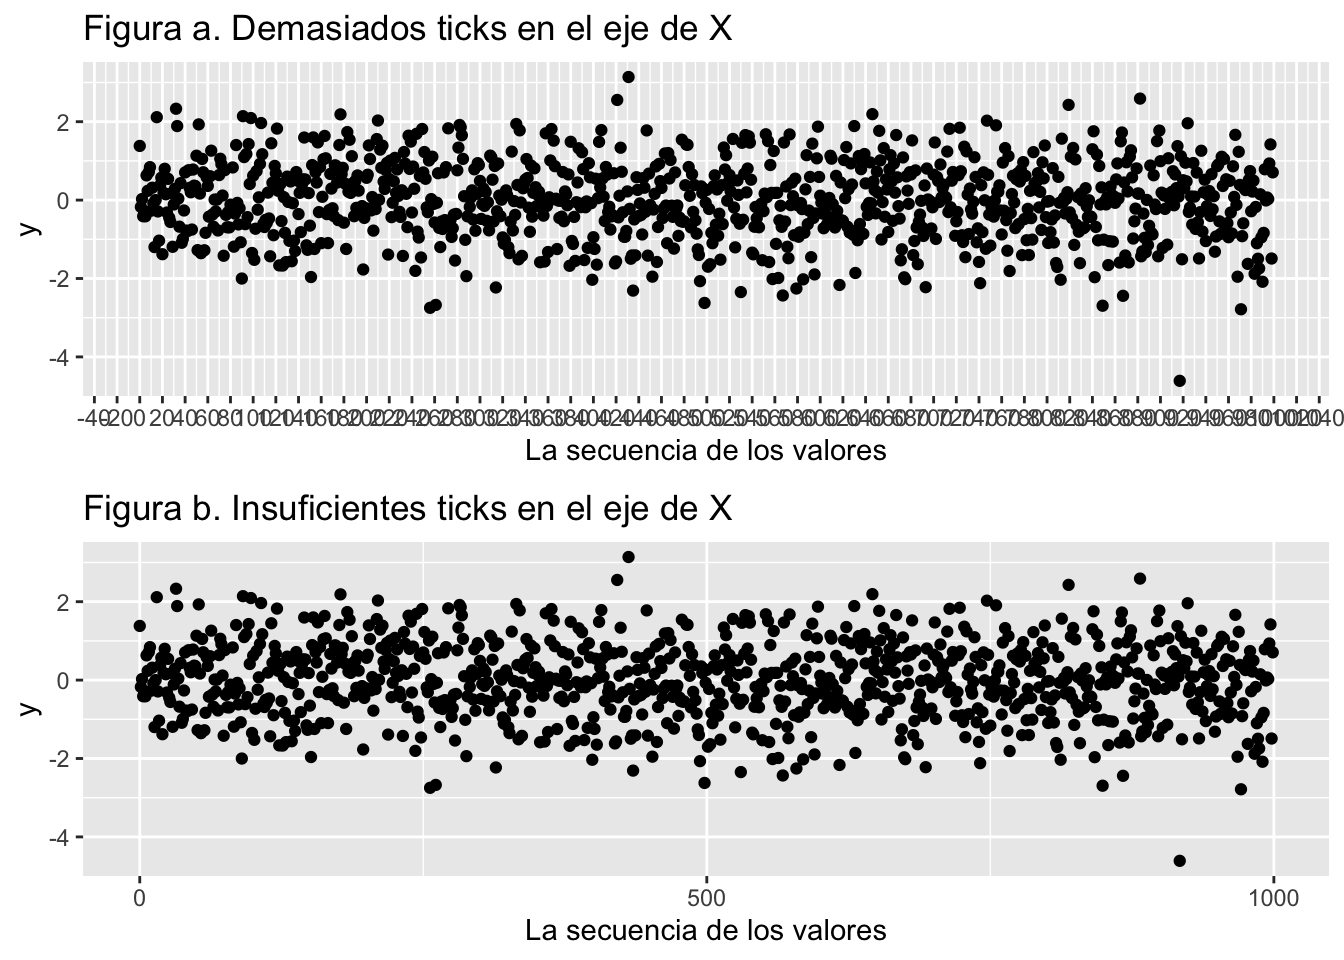 Figura a. Demasiados ticks en el eje de X
2
0
y
-2
-4
La secuencia de los valores
Figura b. Insuficientes ticks en el eje de X
2
0
y
-2
-4
0 500 1000
La secuencia de los valores